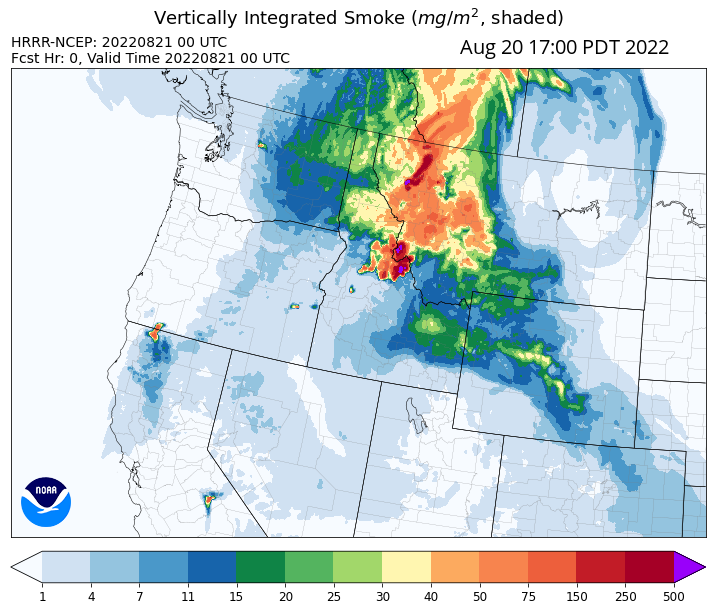 Vertically Integrated Smoke (mg/m², shaded)
HRRR-NCEP: 20220821 00 UTC
Fcst Hr: 0, Valid Time 20220821 00 UTC
Aug 20 17:00 PDT 2022
NOAA
1 4 7 11 15 20 25 30 40 50 75 150 250 500